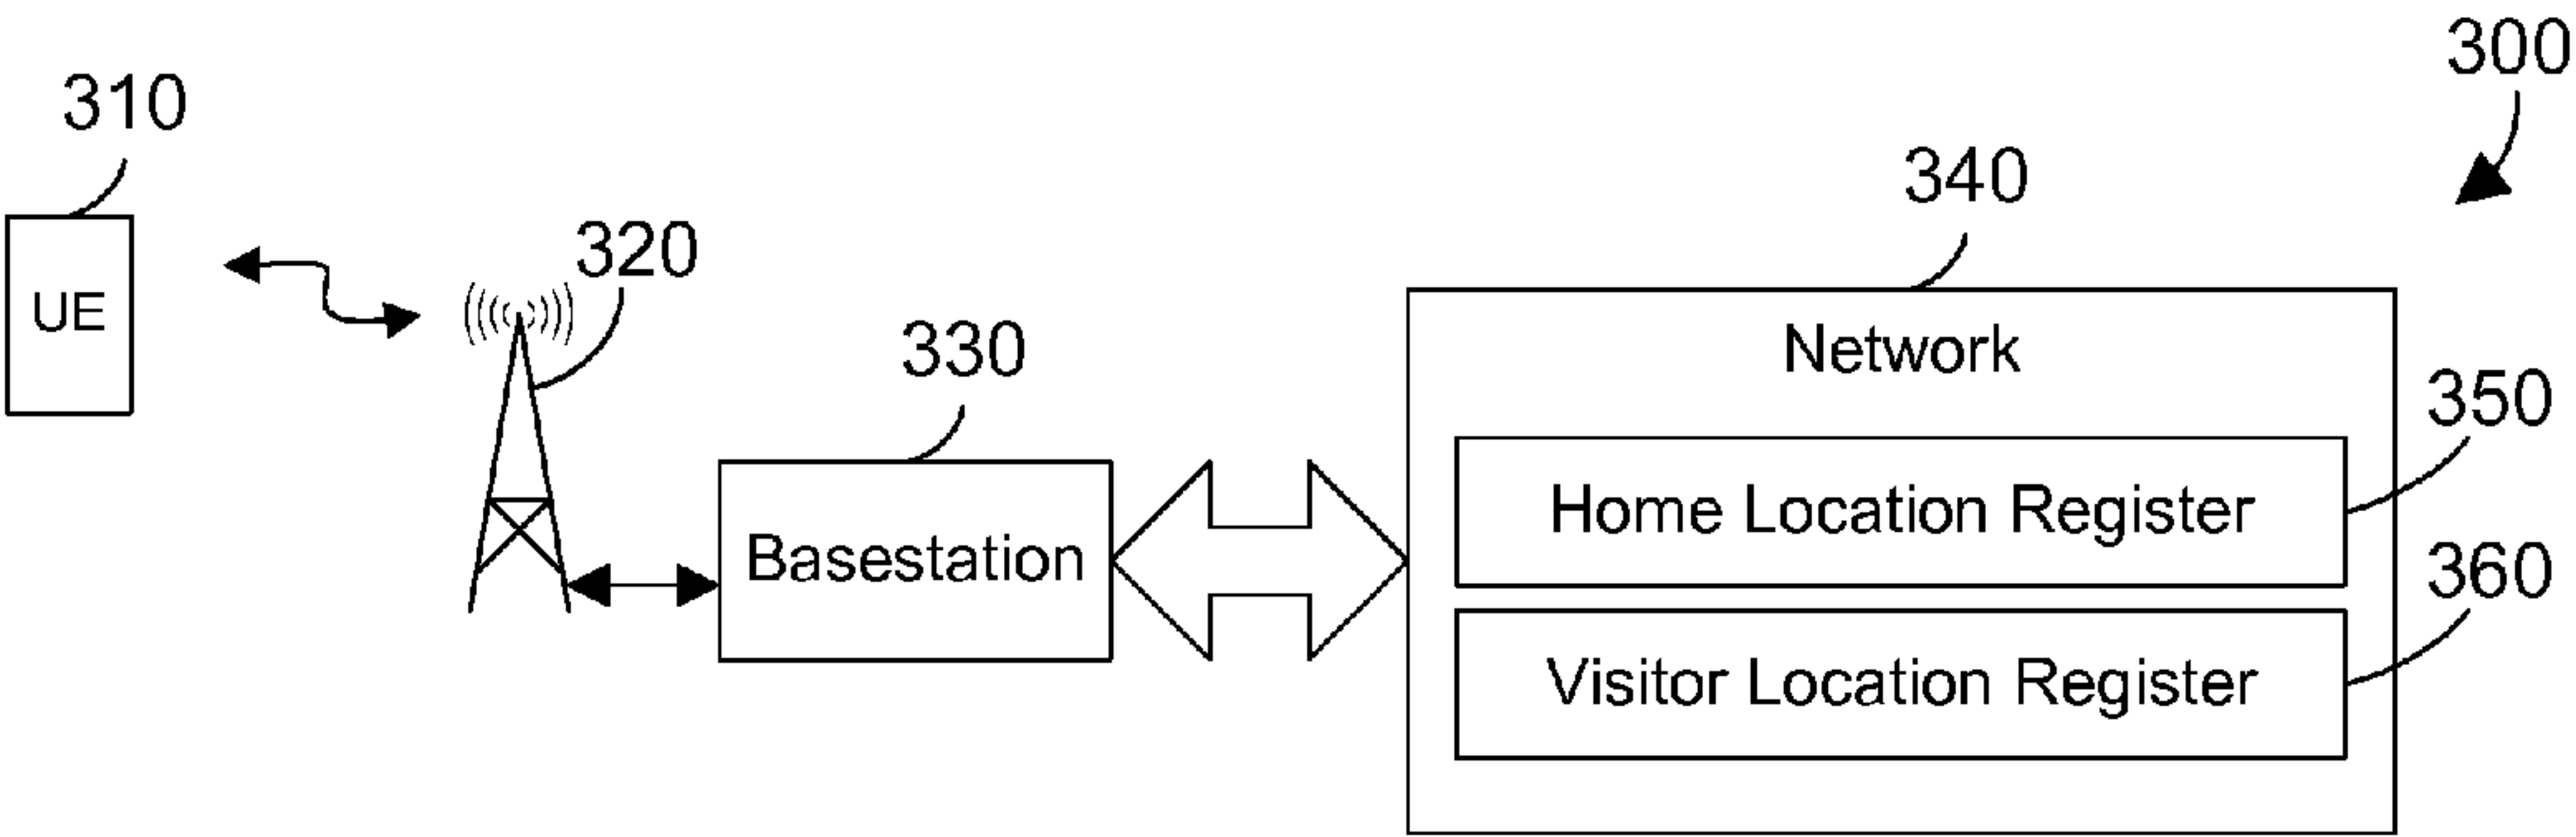 300
310
340
320
UE
330
Network
350
Home Location Register
Basestation
360
Visitor Location Register